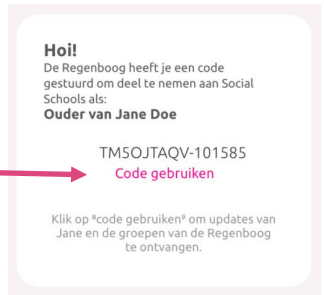 Hoi!
De Regenboog heeft je een code
gestuurd om deel te nemen aan Social
Schools als:
Ouder van Jane Doe
TM5OJTAQV-101585
Code gebruiken
Klik op "code gebruiken" om updates van
Jane en de groepen van de Regenboog
te ontvangen.